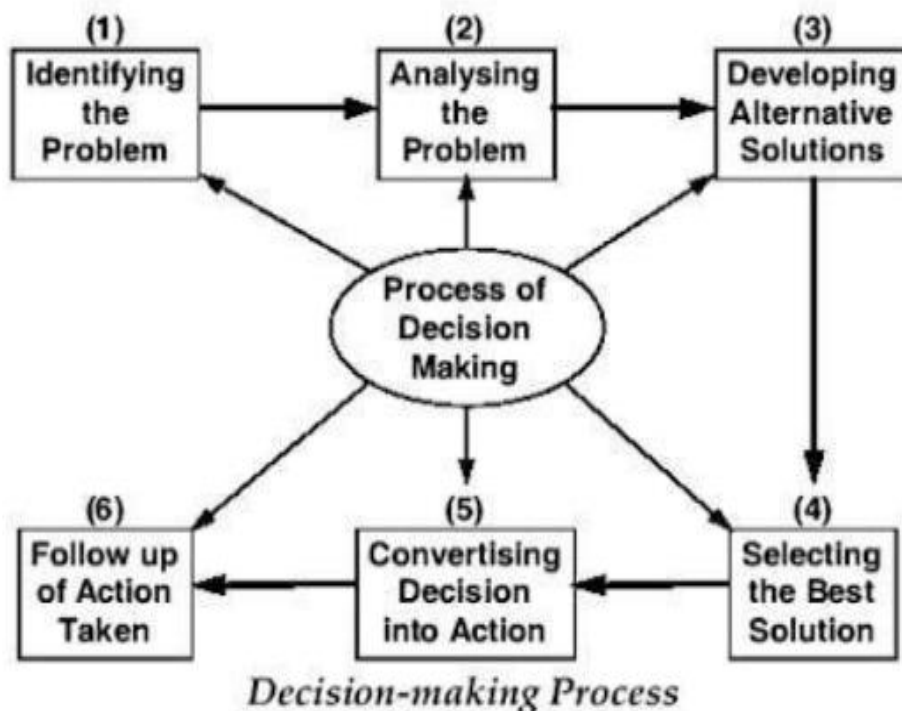 (1)
Identifying
the
Problem
(2)
Analysing
the
Problem
(3)
Developing
Alternative
Solutions
Process of
Decision
Making
(6)
Follow up
of Action
Taken
(5)
Convertising
Decision
into Action
(4)
Selecting
the Best
Solution
Decision-making Process